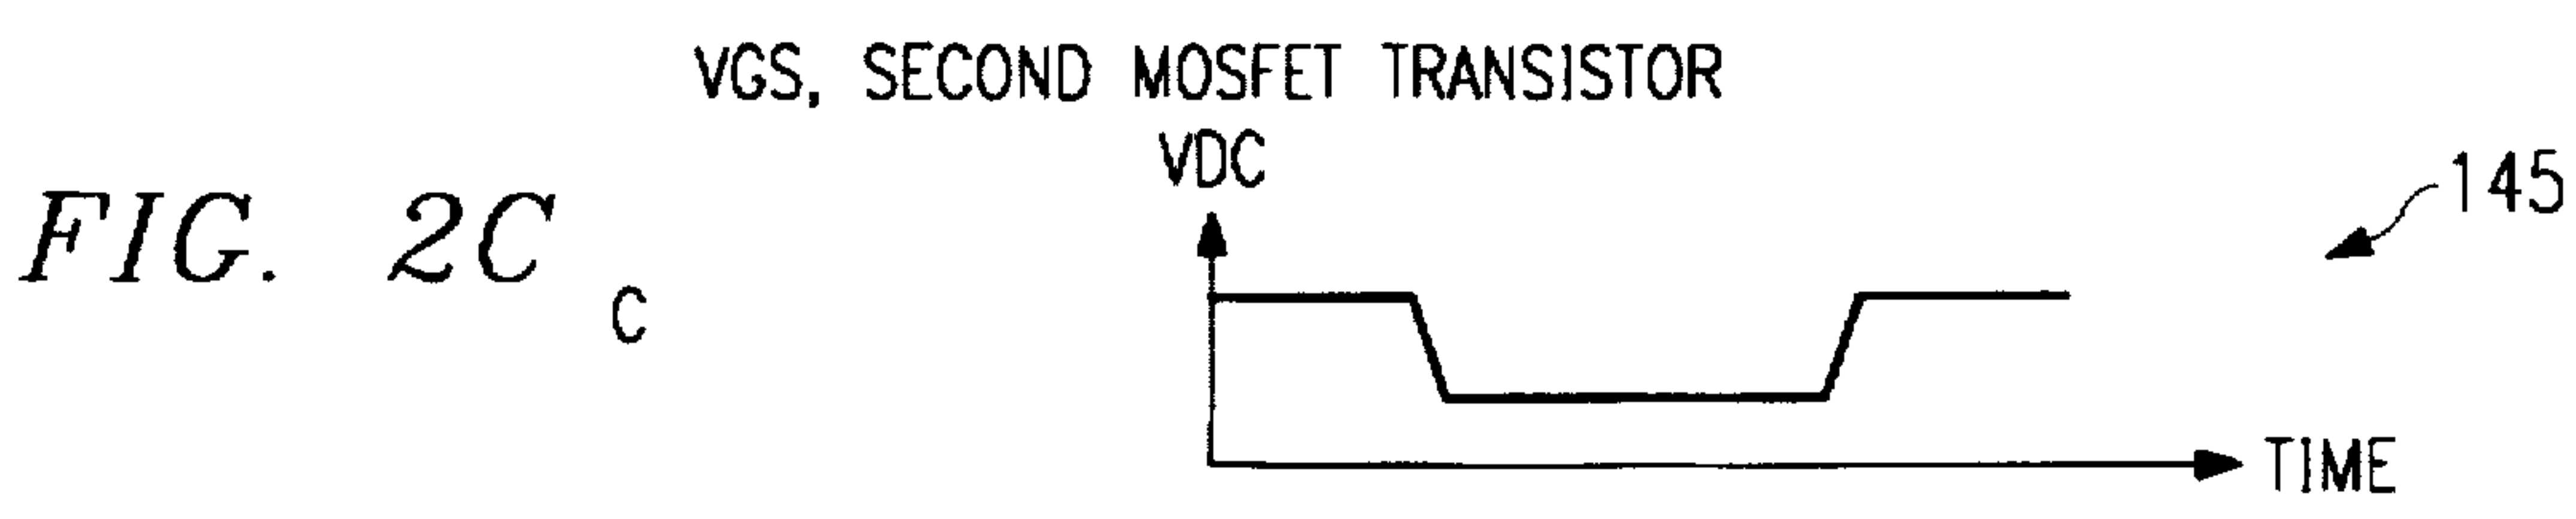 VGS, SECOND MOSFET TRANSISTOR
VDC
145
FIG. 2C
C
TIME